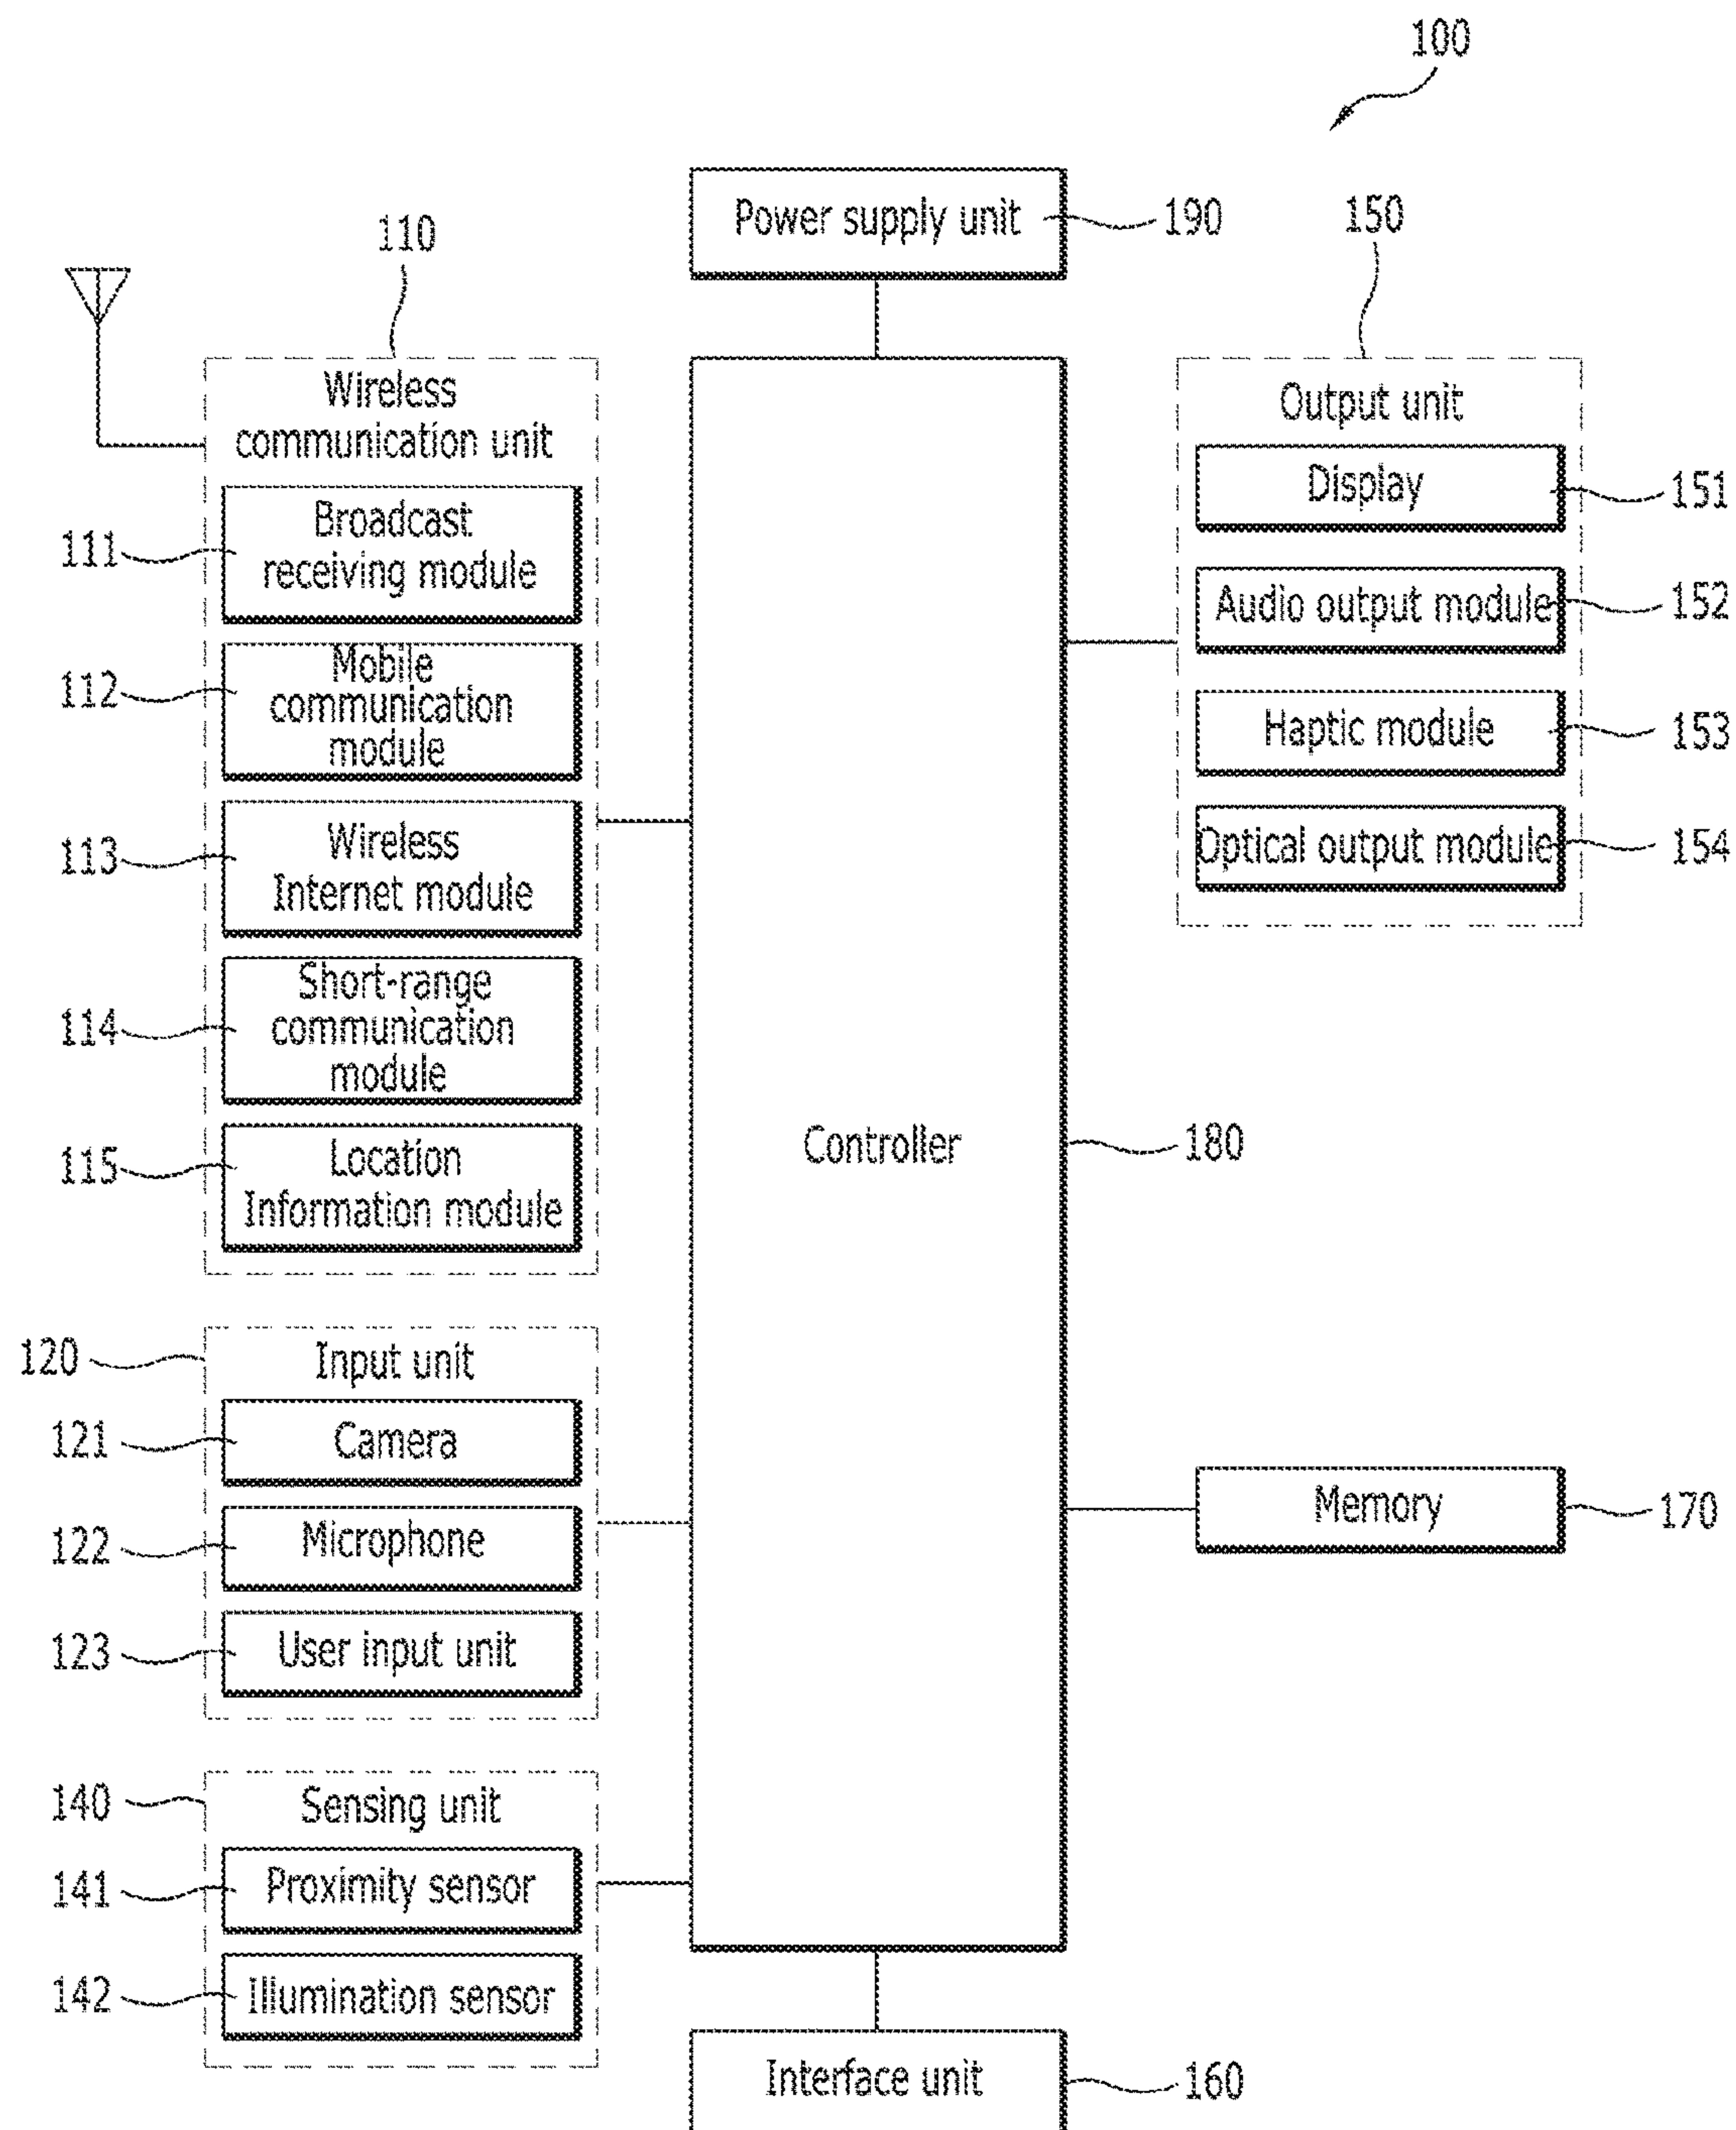 100
Power supply unit
190
110
Wireless
communication unit
111
Broadcast
receiving module
112
Mobile
communication
module
113
Wireless
Internet module
114
Short-range
communication
module
115
Location
Information module
120
Input unit
121
Camera
122
Microphone
123
User input unit
140
Sensing unit
141
Proximity sensor
142
Illumination sensor
Controller
180
150
Output unit
Display
151
Audio output module
152
Haptic module
153
Optical output module
154
Memory
170
Interface unit
160